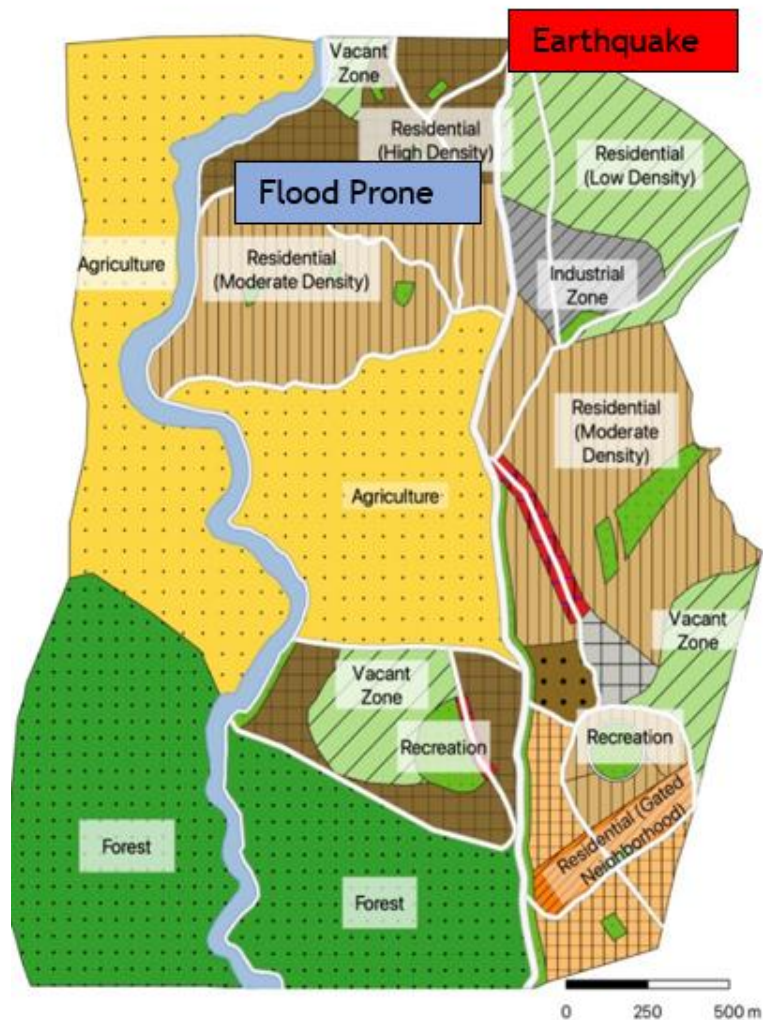 Earthquake
Vacant
Zone
Residential
(High Density)
Residential
(Low Density)
Flood Prone
Agriculture
Residential
(Moderate Density)
Industrial
Zone
Residential
(Moderate
Density)
Agriculture
Vacant
Zone
Vacant
Zone
Recreation
Recreation
Residential (Gated
Neighborhood)
Forest
Forest
0 250 500 m